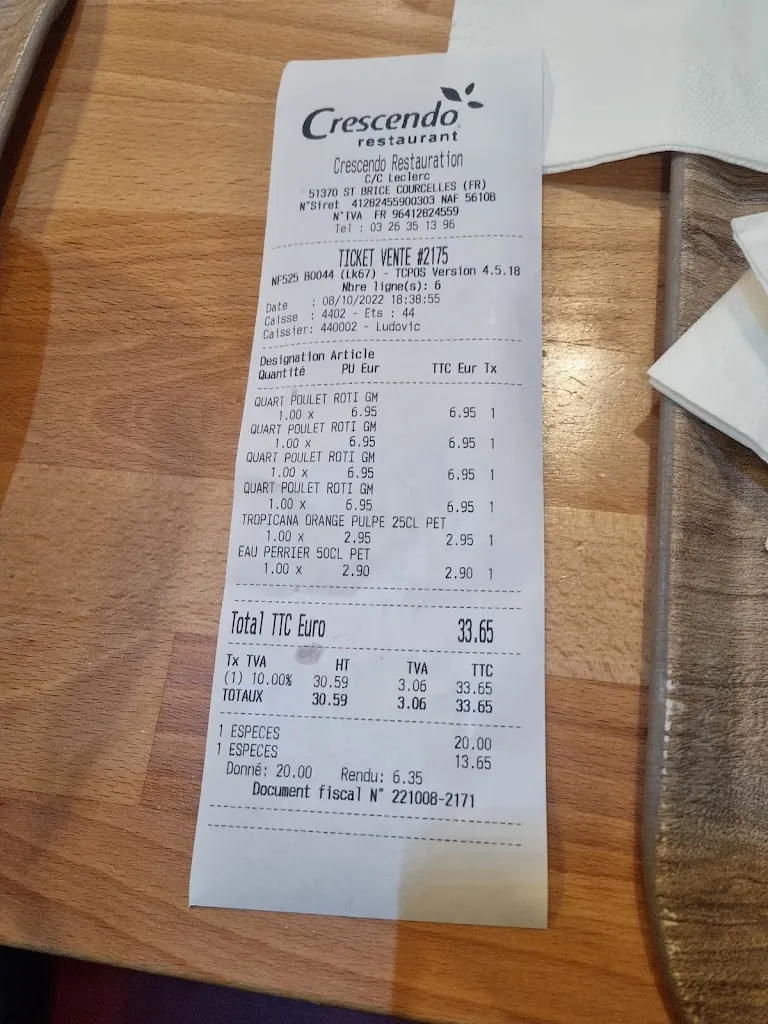 Crescendo
restaurant
Crescendo Restauration
C/C Leclerc
51370 ST BRICE COURCELLES (FR)
N°Siret 41282455900303 NAF 5610B
N°TVA FR 96412824559
Tel : 03 26 35 13 96
TICKET VENTE #2175
NF525 B0044 (Lk67) - TCPOS Version 4.5.18
Nbre ligne(s): 6
Date : 08/10/2022 18:38:55
Caisse : 4402 - Ets : 44
Caissier: 440002 - Ludovic
Designation Article
Quantité PU Eur TTC Eur Tx
QUART POULET ROTI GM
1.00 x 6.95 6.95 1
QUART POULET ROTI GM
1.00 x 6.95 6.95 1
QUART POULET ROTI GM
1.00 x 6.95 6.95 1
QUART POULET ROTI GM
1.00 x 6.95 6.95 1
TROPICANA ORANGE PULPE 25CL PET
1.00 x 2.95 2.95 1
EAU PERRIER 50CL PET
1.00 x 2.90 2.90 1
Total TTC Euro 33.65
Tx TVA HT TVA TTC
(1) 10.00% 30.59 3.06 33.65
TOTAUX 30.59 3.06 33.65
1 ESPECES 20.00
1 ESPECES 13.65
Donné: 20.00 Rendu: 6.35
Document fiscal N° 221008-2171